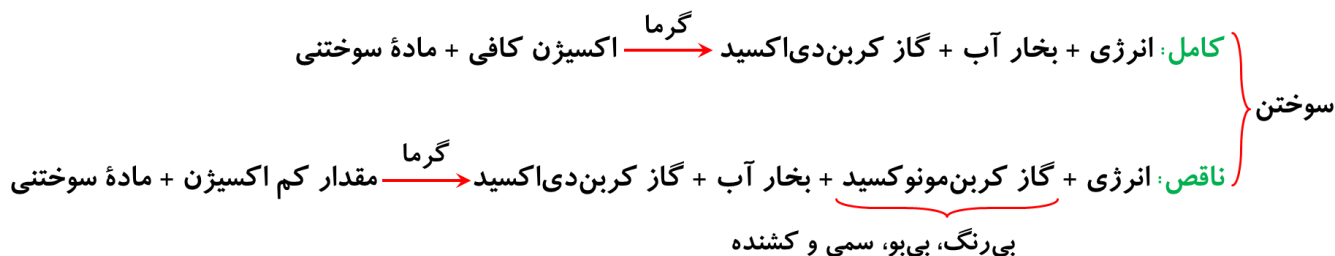 گرما
کامل: انرژی + بخار آب + گاز کربن‌دی‌اکسید ⟶ اکسیژن کافی + مادهٔ سوختنی
سوختن
گرما
ناقص: انرژی + گاز کربن‌مونوکسید + بخار آب + گاز کربن‌دی‌اکسید ⟶ مقدار کم اکسیژن + مادهٔ سوختنی
بی‌رنگ، بی‌بو، سمی و کشنده